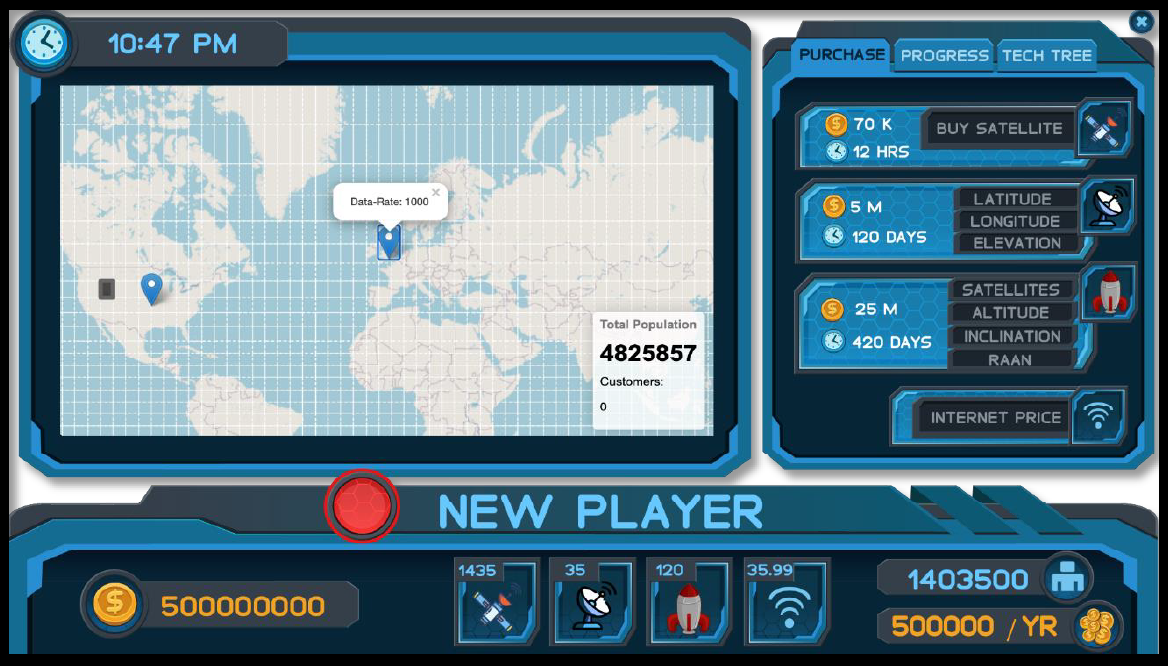 10:47 PM
Data-Rate: 1000
×
Total Population
4825857
Customers:
0
PURCHASE
PROGRESS
TECH TREE
70 K
12 HRS
BUY SATELLITE
5 M
120 DAYS
LATITUDE
LONGITUDE
ELEVATION
25 M
420 DAYS
SATELLITES
ALTITUDE
INCLINATION
RAAN
INTERNET PRICE
NEW PLAYER
500000000
1435
35
120
35.99
1403500
500000 / YR